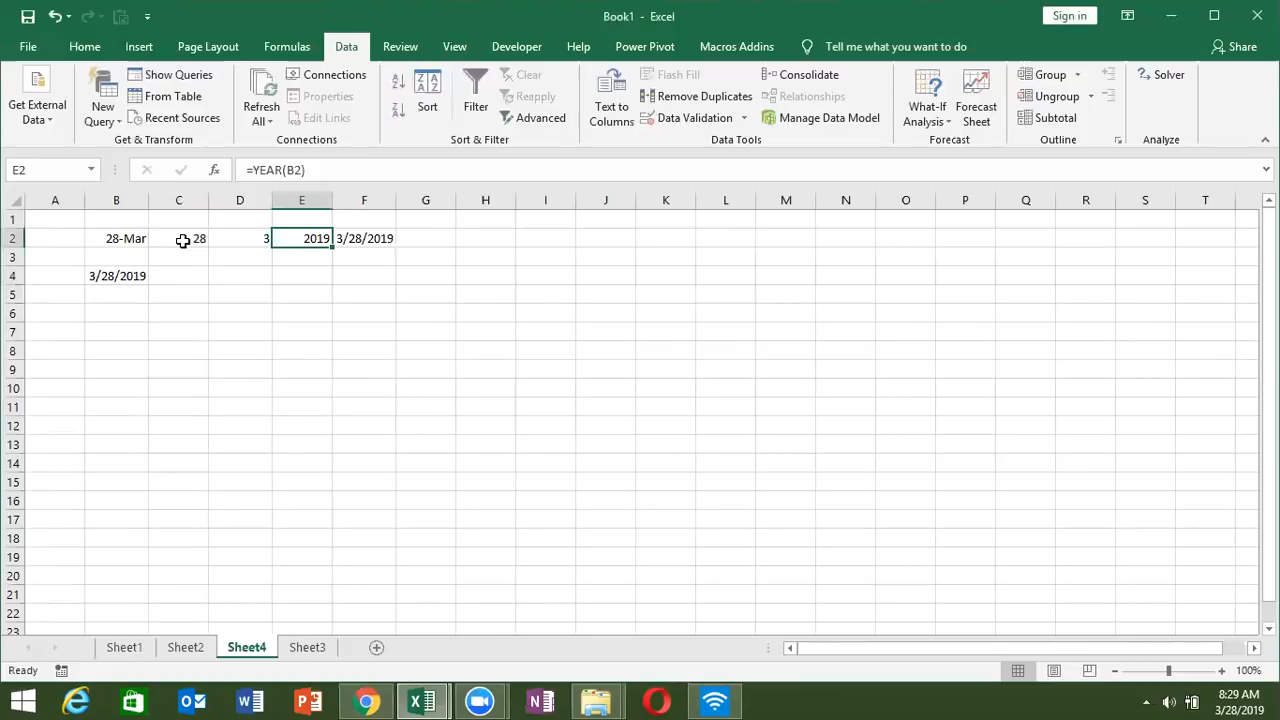 Book1 - Excel
Sign in
File Home Insert Page Layout Formulas Data Review View Developer Help Power Pivot Macros Addins Tell me what you want to do Share
Get External Data
New Query
Show Queries
From Table
Recent Sources
Get & Transform
Refresh All
Connections
Properties
Edit Links
Connections
Sort
Filter
Clear
Reapply
Advanced
Sort & Filter
Text to Columns
Flash Fill
Remove Duplicates
Data Validation
Consolidate
Relationships
Manage Data Model
Data Tools
What-If Analysis
Forecast Sheet
Forecast
Group
Ungroup
Subtotal
Outline
Solver
Analyze
E2 fx =YEAR(B2)
A B C D E F G H I J K L M N O P Q R S T
1
2 28-Mar 28 3 2019 3/28/2019
3
4 3/28/2019
5
6
7
8
9
10
11
12
13
14
15
16
17
18
19
20
21
22
23
Sheet1 Sheet2 Sheet4 Sheet3
Ready 100%
8:29 AM
3/28/2019